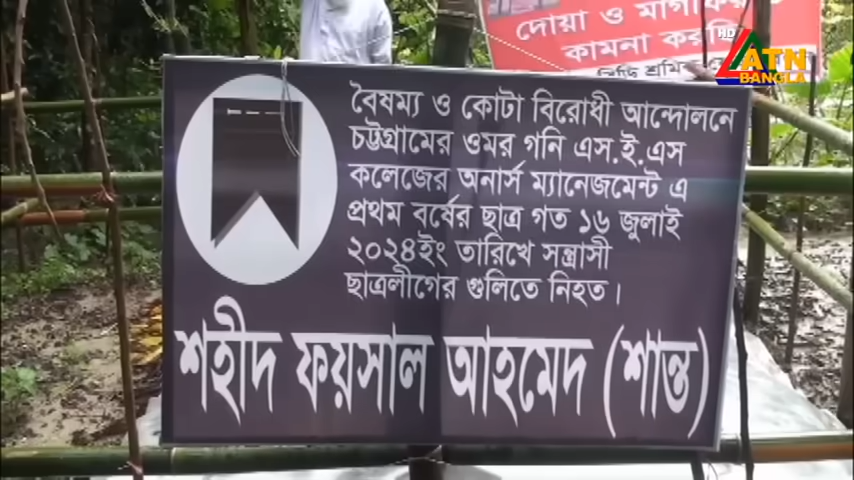 দোয়া ও মাগফি
কামনা করছি
HD
ATN
BANGLA
বৈষম্য ও কোটা বিরোধী আন্দোলনে
চট্টগ্রামের ওমর গনি এস.ই.এস
কলেজের অনার্স ম্যানেজমেন্ট এ
প্রথম বর্ষের ছাত্র গত ১৬ জুলাই
২০২৪ইং তারিখে সন্ত্রাসী
ছাত্রলীগের গুলিতে নিহত।
শহীদ ফয়সাল আহমেদ (শান্ত)